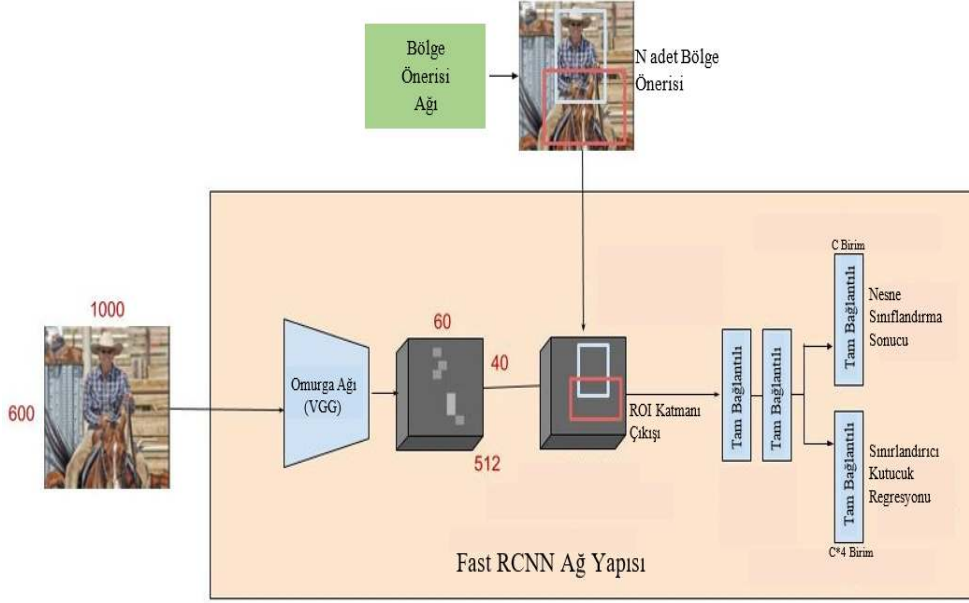 Bölge
Önerisi
Ağı
N adet Bölge
Önerisi
1000
600
Omurga Ağı
(VGG)
60
40
512
ROI Katmanı
Çıkışı
Tam Bağlantılı
Tam Bağlantılı
C Birim
Tam Bağlantılı
Nesne
Sınıflandırma
Sonucu
Tam Bağlantılı
Sınırlandırıcı
Kutucuk
Regresyonu
C*4 Birim
Fast RCNN Ağ Yapısı